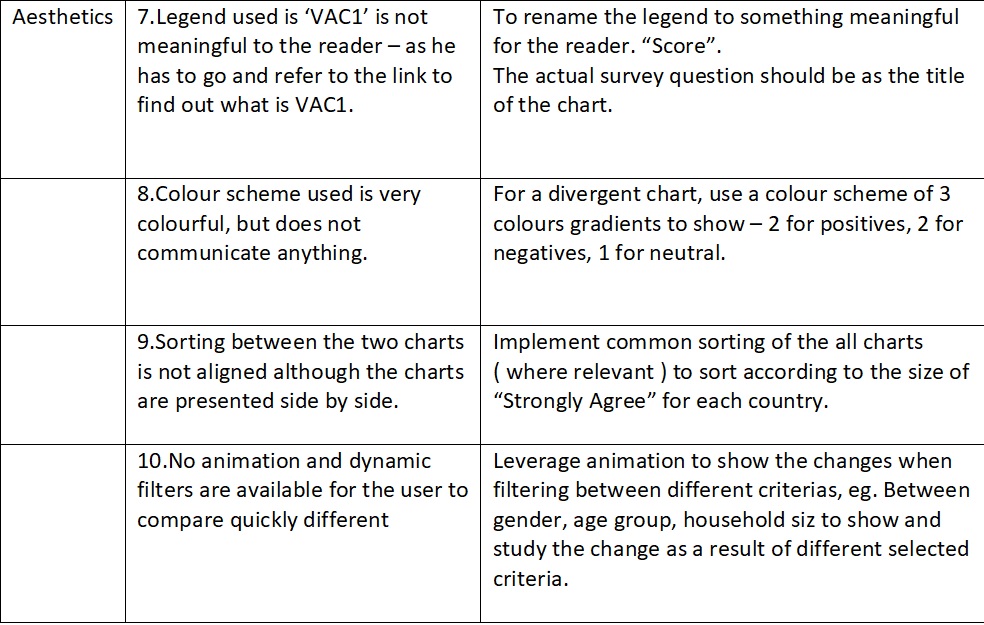 Aesthetics
7.Legend used is ‘VAC1’ is not
meaningful to the reader – as he
has to go and refer to the link to
find out what is VAC1.
To rename the legend to something meaningful
for the reader. “Score”.
The actual survey question should be as the title
of the chart.
8.Colour scheme used is very
colourful, but does not
communicate anything.
For a divergent chart, use a colour scheme of 3
colours gradients to show – 2 for positives, 2 for
negatives, 1 for neutral.
9.Sorting between the two charts
is not aligned although the charts
are presented side by side.
Implement common sorting of the all charts
( where relevant ) to sort according to the size of
“Strongly Agree” for each country.
10.No animation and dynamic
filters are available for the user to
compare quickly different
Leverage animation to show the changes when
filtering between different criterias, eg. Between
gender, age group, household siz to show and
study the change as a result of different selected
criteria.